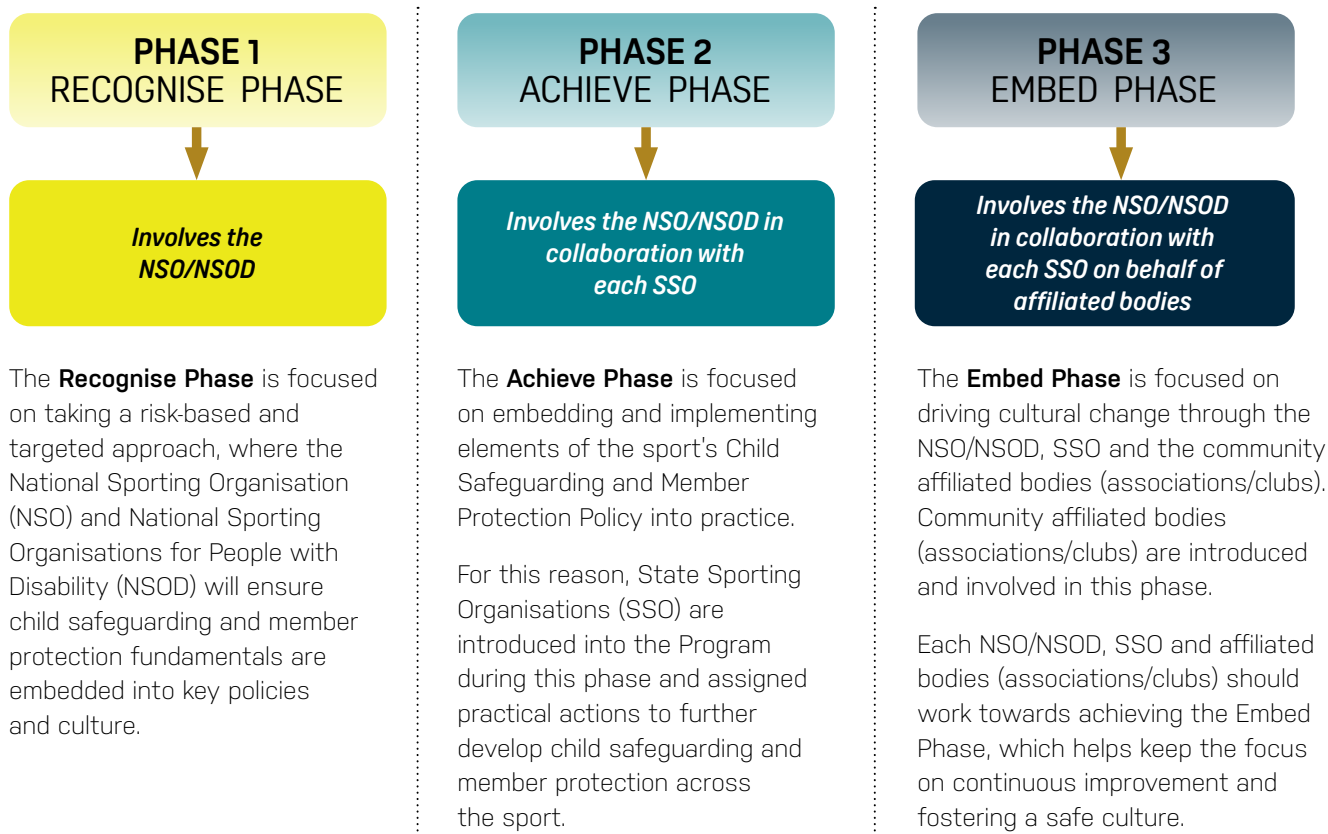 PHASE 1
RECOGNISE PHASE
Involves the
NSO/NSOD
The Recognise Phase is focused
on taking a risk-based and
targeted approach, where the
National Sporting Organisation
(NSO) and National Sporting
Organisations for People with
Disability (NSOD) will ensure
child safeguarding and member
protection fundamentals are
embedded into key policies
and culture.
PHASE 2
ACHIEVE PHASE
Involves the NSO/NSOD in
collaboration with
each SSO
The Achieve Phase is focused
on embedding and implementing
elements of the sport's Child
Safeguarding and Member
Protection Policy into practice.
For this reason, State Sporting
Organisations (SSO) are
introduced into the Program
during this phase and assigned
practical actions to further
develop child safeguarding and
member protection across
the sport.
PHASE 3
EMBED PHASE
Involves the NSO/NSOD
in collaboration with
each SSO on behalf of
affiliated bodies
The Embed Phase is focused on
driving cultural change through the
NSO/NSOD, SSO and the community
affiliated bodies (associations/clubs).
Community affiliated bodies
(associations/clubs) are introduced
and involved in this phase.
Each NSO/NSOD, SSO and affiliated
bodies (associations/clubs) should
work towards achieving the Embed
Phase, which helps keep the focus
on continuous improvement and
fostering a safe culture.